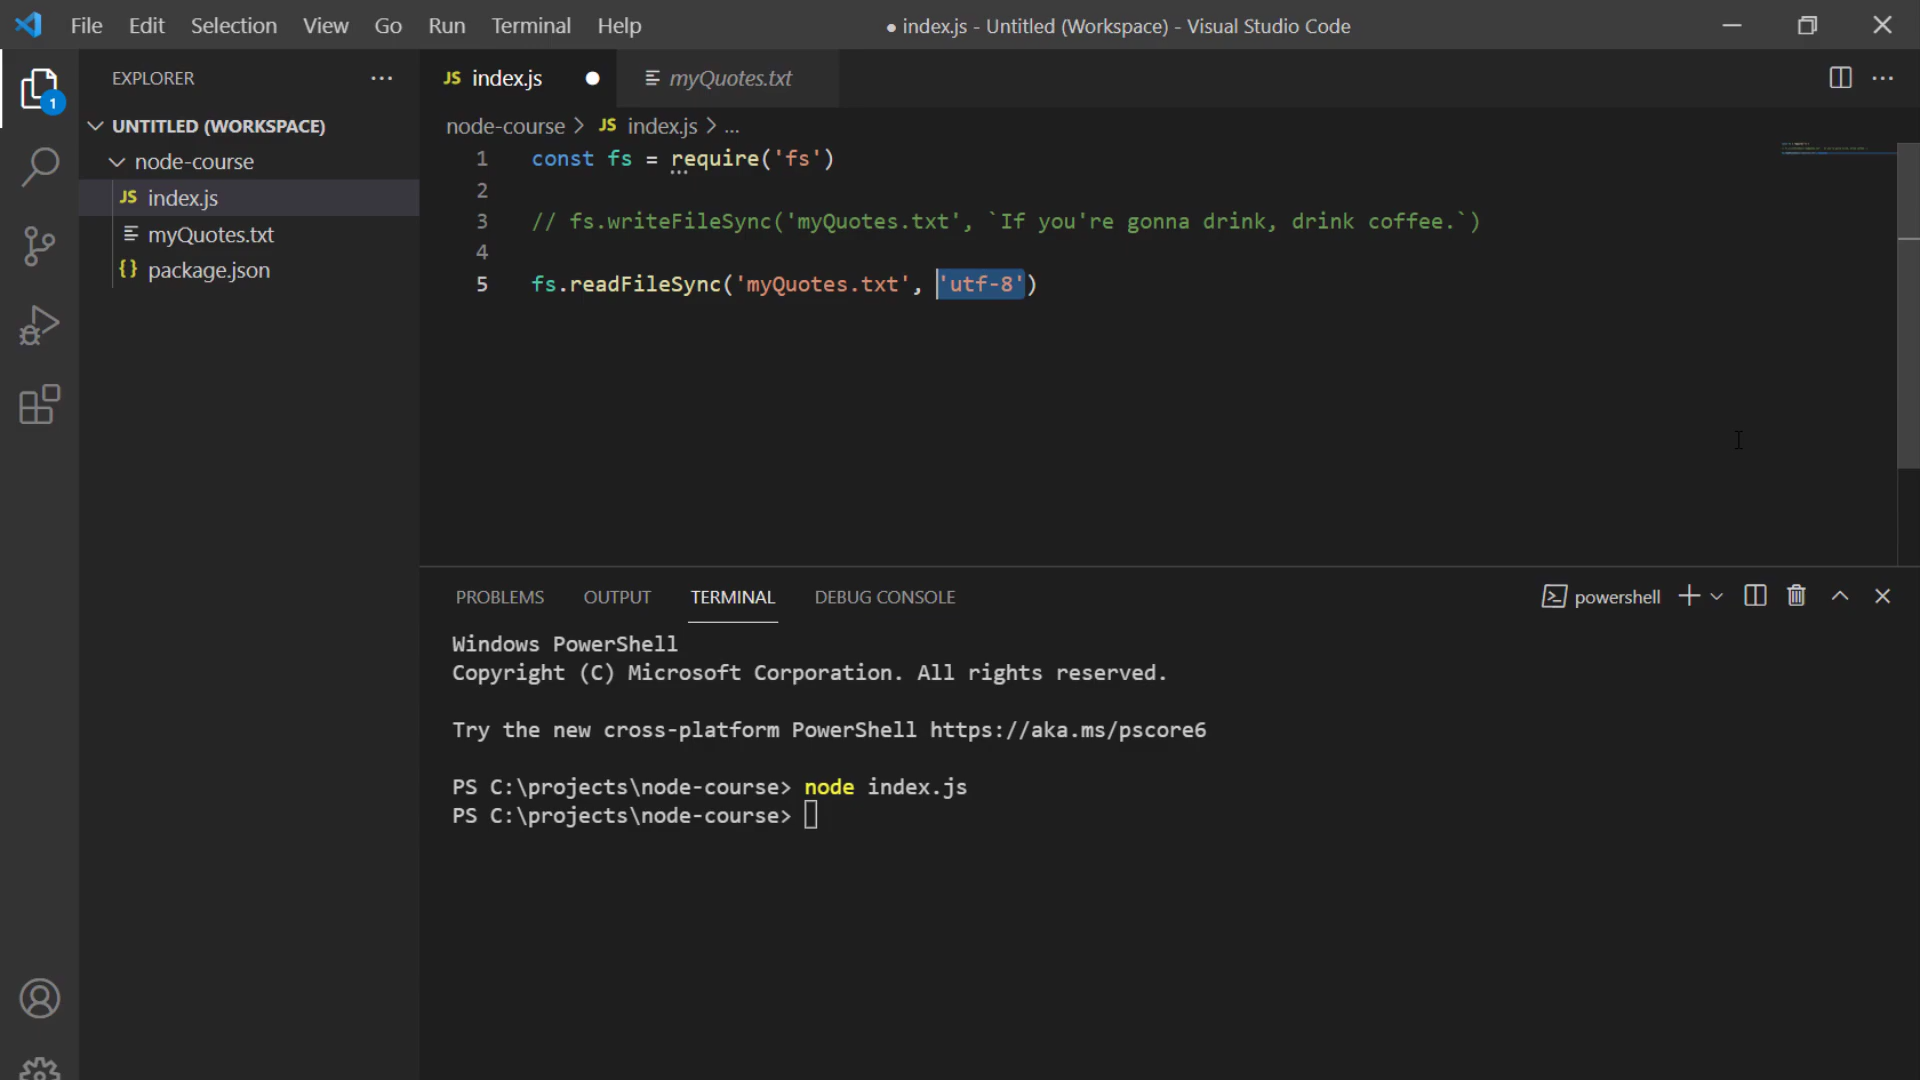 File Edit Selection View Go Run Terminal Help
● index.js - Untitled (Workspace) - Visual Studio Code
EXPLORER
JS index.js
myQuotes.txt
1
UNTITLED (WORKSPACE)
node-course > JS index.js > ...
node-course
JS index.js
myQuotes.txt
{} package.json
1 const fs = require('fs')
2
3 // fs.writeFileSync('myQuotes.txt', `If you're gonna drink, drink coffee.`)
4
5 fs.readFileSync('myQuotes.txt', 'utf-8')
PROBLEMS OUTPUT TERMINAL DEBUG CONSOLE
powershell
Windows PowerShell
Copyright (C) Microsoft Corporation. All rights reserved.
Try the new cross-platform PowerShell https://aka.ms/pscore6
PS C:\projects\node-course> node index.js
PS C:\projects\node-course>